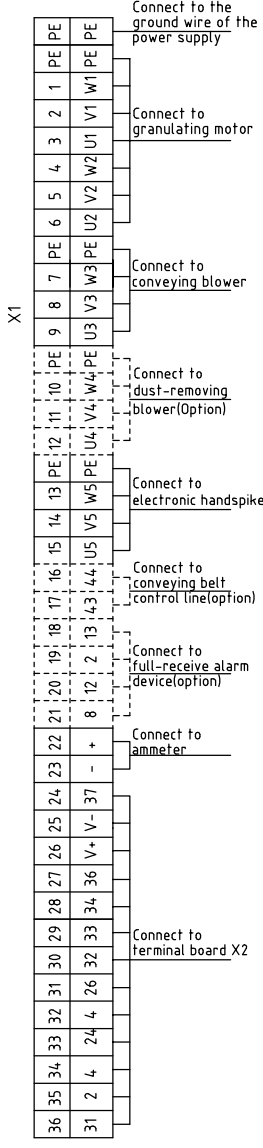 X1
PE PE Connect to the
ground wire of the
power supply
PE PE
1 W1
2 V1 Connect to
3 U1 granulating motor
4 W2
5 V2
6 U2
PE PE
7 W3 Connect to
8 V3 conveying blower
9 U3
PE PE Connect to
10 W4 dust-removing
11 V4 blower(Option)
12 U4
PE PE Connect to
13 W5 electronic handspike
14 V5
15 U5
16 44 Connect to
conveying belt
17 43 control line(option)
18 13
19 2 Connect to
full-receive alarm
20 12 device(option)
21 8
22 + Connect to
23 - ammeter
24 37
25 V-
26 V+
27 36
28 34
29 33 Connect to
30 32 terminal board X2
31 26
32 4
33 24
34 4
35 2
36 31